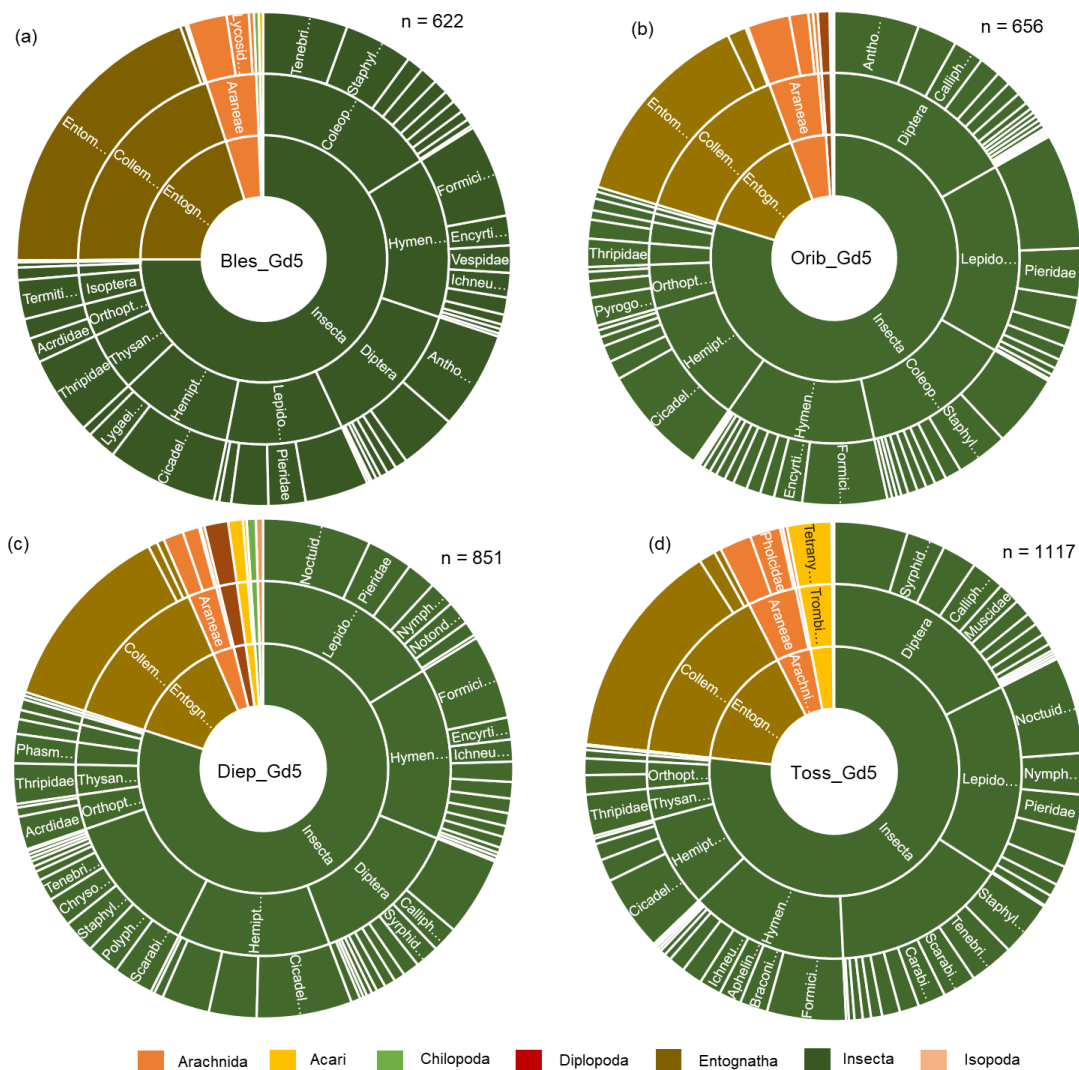 (a)
n = 622
Bles_Gd5
Insecta
Coleop…
Hymen…
Diptera
Lepido…
Hemipt…
Thysan…
Orthopt…
Isoptera
Entogn…
Collem…
Entom…
Araneae
Lycosid…
Tenebri…
Staphyl…
Formici…
Encyrti…
Vespidae
Ichneu…
Antho…
Pieridae
Cicadel…
Lygaei…
Thripidae
Acrdidae
Termiti…
(b)
n = 656
Orib_Gd5
Insecta
Diptera
Lepido…
Coleop…
Hymen…
Hemipt…
Orthopt…
Entogn…
Collem…
Entom…
Araneae
Antho…
Calliph…
Pieridae
Staphyl…
Formici…
Encyrti…
Cicadel…
Pyrogo…
Thripidae
(c)
n = 851
Diep_Gd5
Insecta
Lepido…
Hymen…
Diptera
Hemipt…
Orthopt…
Thysan…
Entogn…
Collem…
Araneae
Noctuid…
Pieridae
Nymph…
Notond…
Formici…
Encyrti…
Ichneu…
Calliph…
Syrphid…
Cicadel…
Scarabi…
Polyph…
Staphyl…
Chryso…
Tenebri…
Acrdidae
Thripidae
Phasm…
(d)
n = 1117
Toss_Gd5
Insecta
Diptera
Lepido…
Hymen…
Hemipt…
Thysan…
Orthopt…
Entogn…
Collem…
Arachni…
Araneae
Pholcidae
Trombi…
Tetrany…
Syrphid…
Calliph…
Muscidae
Noctuid…
Nymph…
Pieridae
Staphyl…
Tenebri…
Scarabi…
Carabi…
Formici…
Braconi…
Aphelin…
Ichneu…
Cicadel…
Thripidae
Arachnida
Acari
Chilopoda
Diplopoda
Entognatha
Insecta
Isopoda